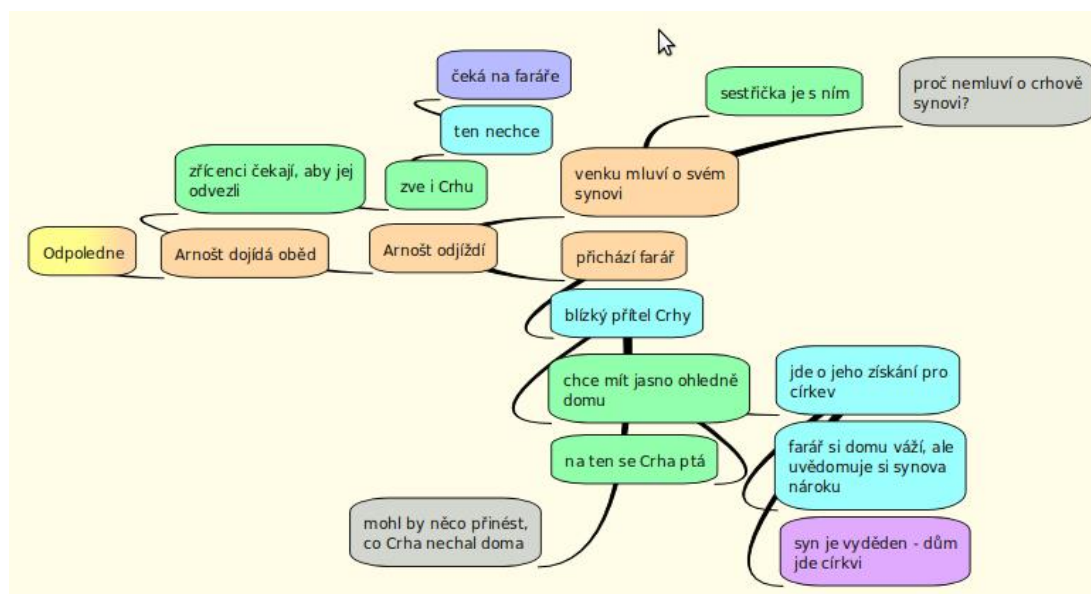 čeká na faráře
sestřička je s ním
proč nemluví o crhově
synovi?
ten nechce
zřícenci čekají, aby jej
odvezli
zve i Crhu
venku mluví o svém
synovi
Odpoledne
Arnošt dojídá oběd
Arnošt odjíždí
přichází farář
blízký přítel Crhy
chce mít jasno ohledně
domu
jde o jeho získání pro
církev
na ten se Crha ptá
farář si domu váží, ale
uvědomuje si synova
nároku
mohl by něco přinést,
co Crha nechal doma
syn je vyděden - dům
jde církvi